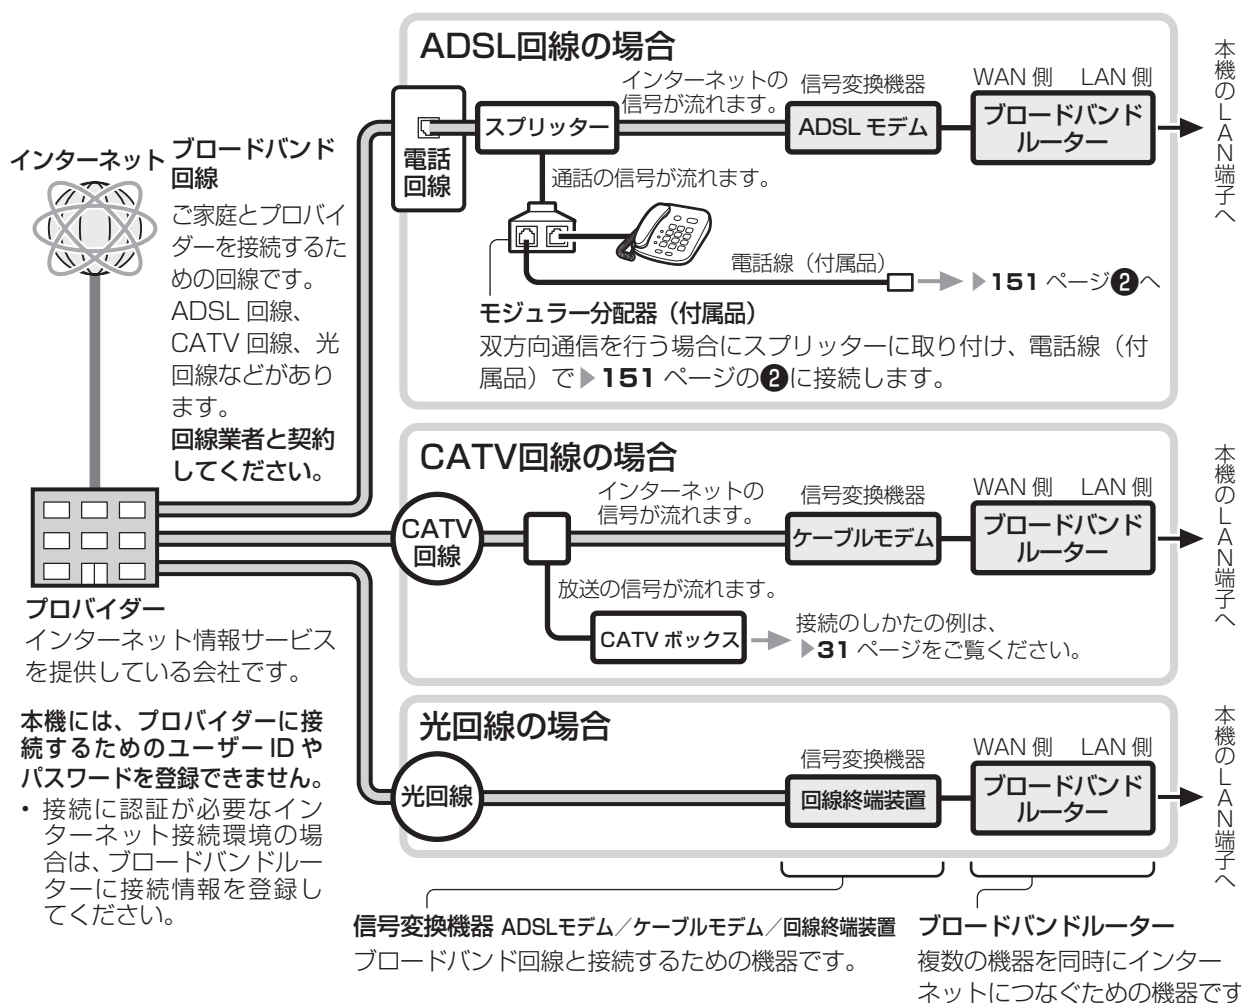 インターネット
ブロードバンド
回線
ご家庭とプロバイ
ダーを接続するた
めの回線です。
ADSL 回線、
CATV 回線、光
回線などがあり
ます。
回線業者と契約
してください。
プロバイダー
インターネット情報サービス
を提供している会社です。
本機には、プロバイダーに接
続するためのユーザー ID や
パスワードを登録できません。
• 接続に認証が必要なイン
ターネット接続環境の場
合は、ブロードバンドルー
ターに接続情報を登録し
てください。
ADSL回線の場合
電話
回線
スプリッター
インターネットの
信号が流れます。
信号変換機器
ADSL モデム
WAN 側 LAN 側
ブロードバンド
ルーター
本機のLAN端子へ
通話の信号が流れます。
電話線（付属品）
▶151 ページ❷へ
モジュラー分配器（付属品）
双方向通信を行う場合にスプリッターに取り付け、電話線（付
属品）で▶151 ページの❷に接続します。
CATV回線の場合
CATV
回線
インターネットの
信号が流れます。
信号変換機器
ケーブルモデム
WAN 側 LAN 側
ブロードバンド
ルーター
本機のLAN端子へ
放送の信号が流れます。
CATV ボックス
接続のしかたの例は、
▶31 ページをご覧ください。
光回線の場合
光回線
信号変換機器
回線終端装置
WAN 側 LAN 側
ブロードバンド
ルーター
本機のLAN端子へ
信号変換機器 ADSLモデム／ケーブルモデム／回線終端装置
ブロードバンド回線と接続するための機器です。
ブロードバンドルーター
複数の機器を同時にインター
ネットにつなぐための機器です